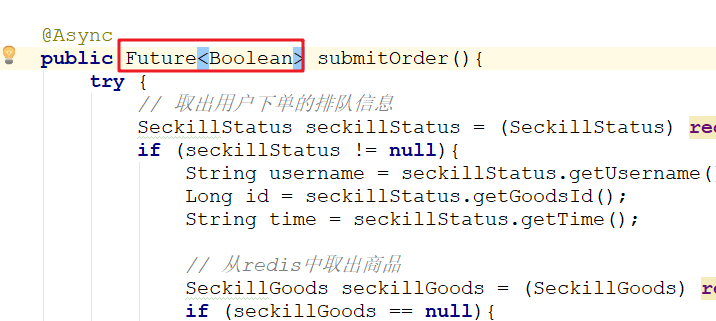 @Async
public Future<Boolean> submitOrder(){
try {
// 取出用户下单的排队信息
SeckillStatus seckillStatus = (SeckillStatus) red
if (seckillStatus != null){
String username = seckillStatus.getUsername()
Long id = seckillStatus.getGoodsId();
String time = seckillStatus.getTime();
// 从redis中取出商品
SeckillGoods seckillGoods = (SeckillGoods) re
if (seckillGoods == null){